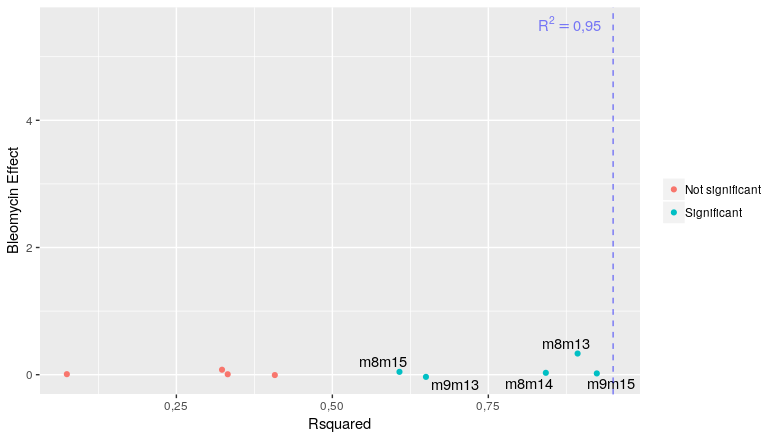 R² = 0,95
4
2
0
Bleomycin Effect
m8m13
m8m15
m9m13
m8m14
m9m15
0,25
0,50
0,75
Rsquared
Not significant
Significant